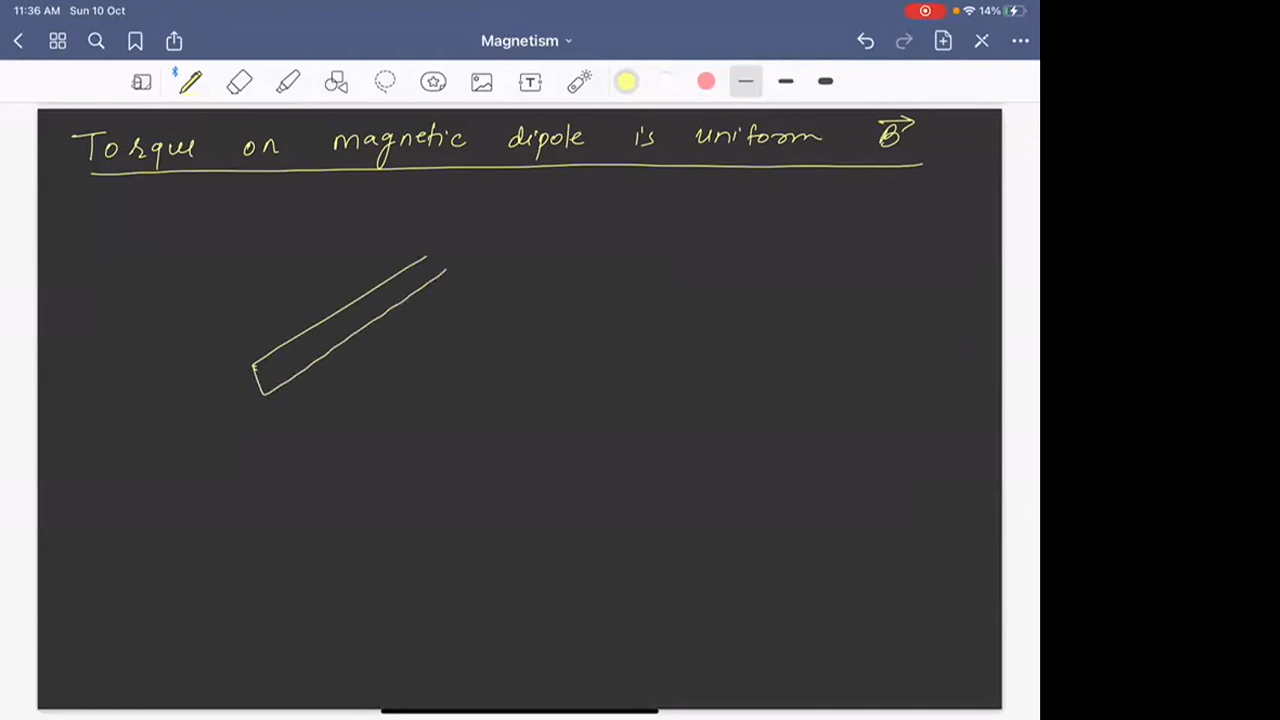 11:36 AM Sun 10 Oct
14%
Magnetism
T
Torque on magnetic dipole is uniform B